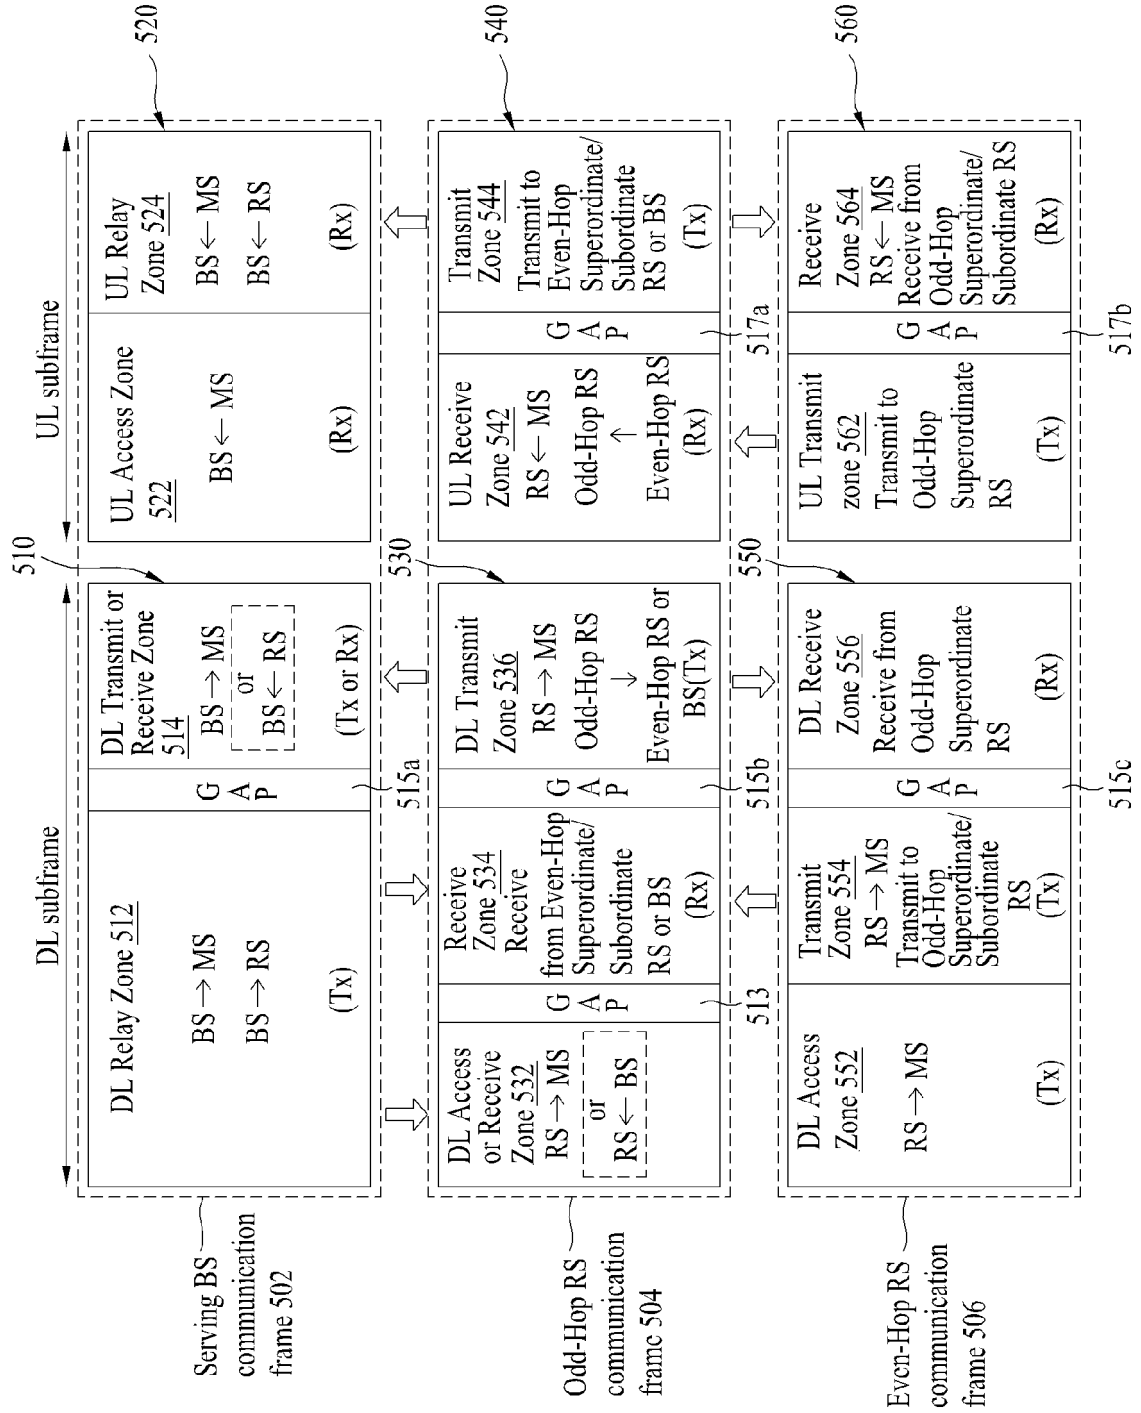 DL subframe
UL subframe
Serving BS
communication
frame 502
DL Relay Zone 512
BS→MS
BS→RS
(Tx)
G
A
P
515a
DL Transmit or
Receive Zone
514
BS→MS
or
BS←RS
(Tx or Rx)
510
UL Access Zone
522
BS←MS
(Rx)
UL Relay
Zone 524
BS←MS
BS←RS
(Rx)
520
Odd-Hop RS
communication
frame 504
DL Access
or Receive
Zone 532
RS→MS
or
RS←BS
G
A
P
513
Receive
Zone 534
Receive
from Even-Hop
Superordinate/
Subordinate
RS or BS
(Rx)
G
A
P
515b
DL Transmit
Zone 536
RS→MS
Odd-Hop RS
↓
Even-Hop RS or
BS(Tx)
530
UL Receive
Zone 542
RS←MS
Odd-Hop RS
↑
Even-Hop RS
(Rx)
G
A
P
517a
Transmit
Zone 544
Transmit to
Even-Hop
Superordinate/
Subordinate
RS or BS
(Tx)
540
Even-Hop RS
communication
frame 506
DL Access
Zone 552
RS→MS
(Tx)
Transmit
Zone 554
RS→MS
Transmit to
Odd-Hop
Superordinate/
Subordinate
RS
(Tx)
G
A
P
515c
DL Receive
Zone 556
Receive from
Odd-Hop
Superordinate
RS
(Rx)
550
UL Transmit
zone 562
Transmit to
Odd-Hop
Superordinate
RS
(Tx)
G
A
P
517b
Receive
Zone 564
RS←MS
Receive from
Odd-Hop
Superordinate/
Subordinate RS
(Rx)
560